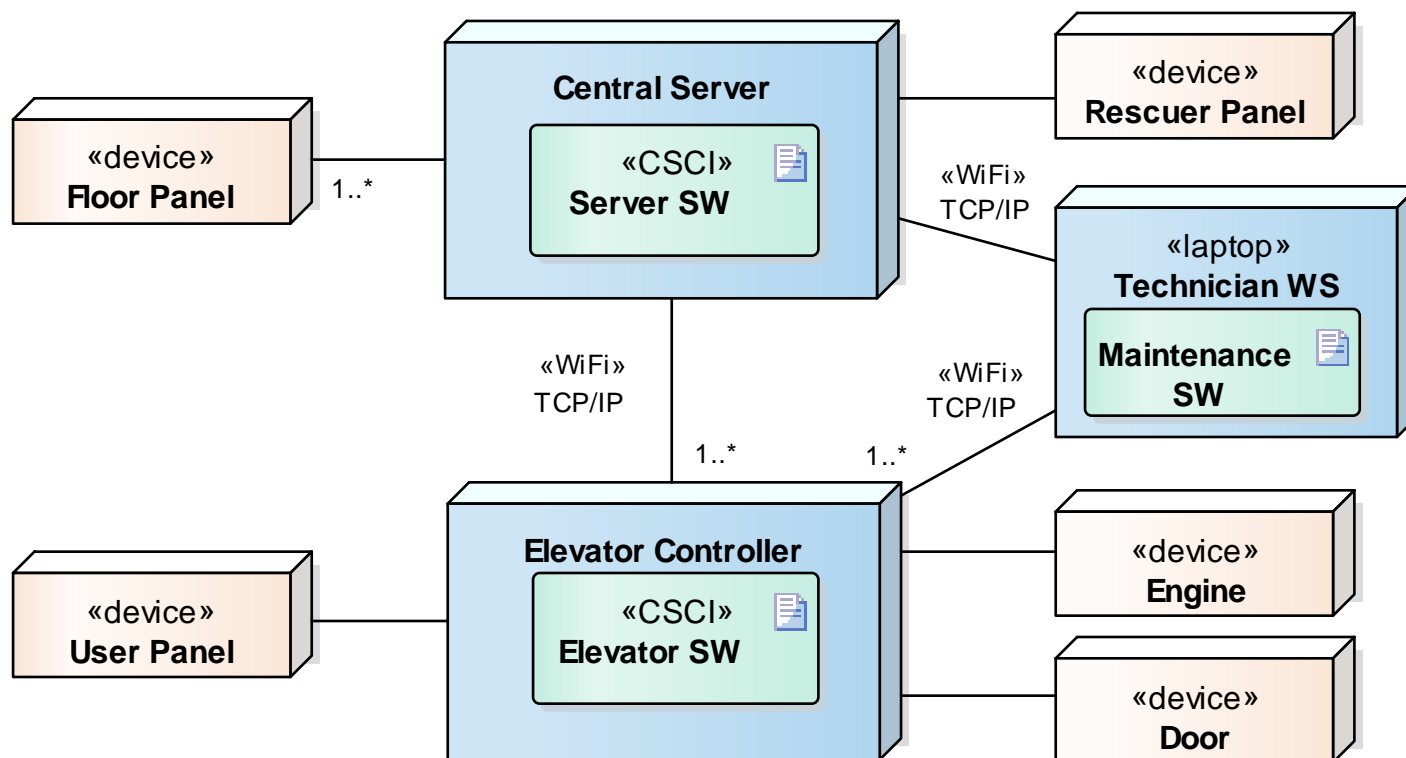 Central Server
«CSCI»
Server SW
«device»
Rescuer Panel
«device»
Floor Panel
1..*
«WiFi»
TCP/IP
«laptop»
Technician WS
Maintenance
SW
«WiFi»
TCP/IP
1..*
«WiFi»
TCP/IP
1..*
Elevator Controller
«CSCI»
Elevator SW
«device»
User Panel
«device»
Engine
«device»
Door